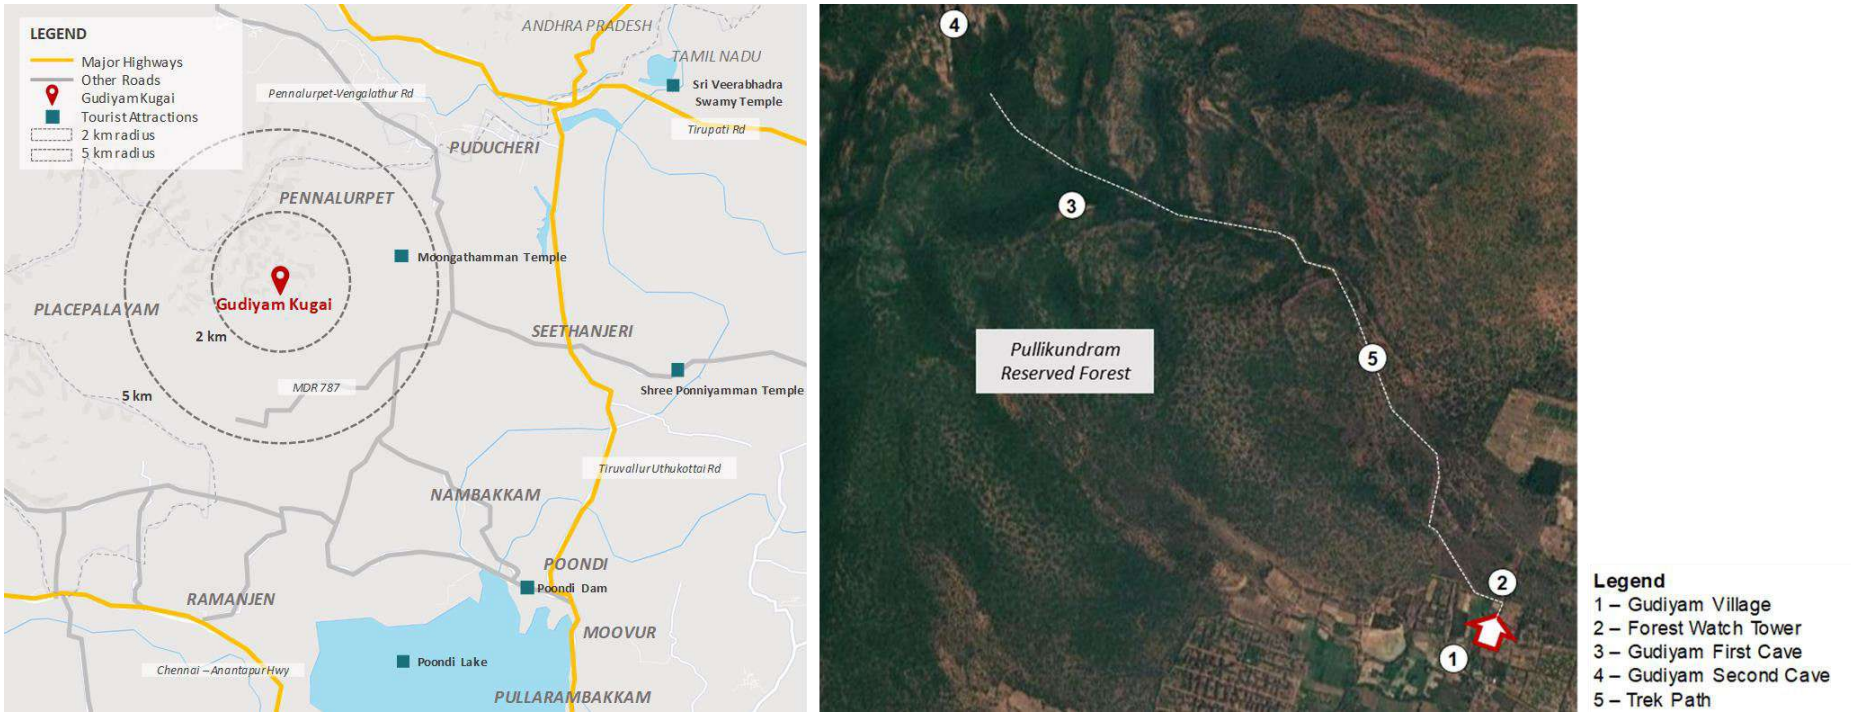 LEGEND
Major Highways
Other Roads
Gudiyam Kugai
Tourist Attractions
2 km radius
5 km radius
ANDHRA PRADESH
TAMIL NADU
Sri Veerabhadra
Swamy Temple
Pennalurpet-Vengalathur Rd
Tirupati Rd
PUDUCHERI
PENNALURPET
Moongathamman Temple
Gudiyam Kugai
PLACEPALAYAM
2 km
SEETHANJERI
MDR 787
5 km
Shree Ponniyamman Temple
Tiruvallur Uthukottai Rd
NAMBAKKAM
POONDI
Poondi Dam
RAMANJEN
MOOVUR
Poondi Lake
Chennai – Anantapur Hwy
PULLARAMBAKKAM
4
3
Pullikundram
Reserved Forest
5
2
1
Legend
1 – Gudiyam Village
2 – Forest Watch Tower
3 – Gudiyam First Cave
4 – Gudiyam Second Cave
5 – Trek Path